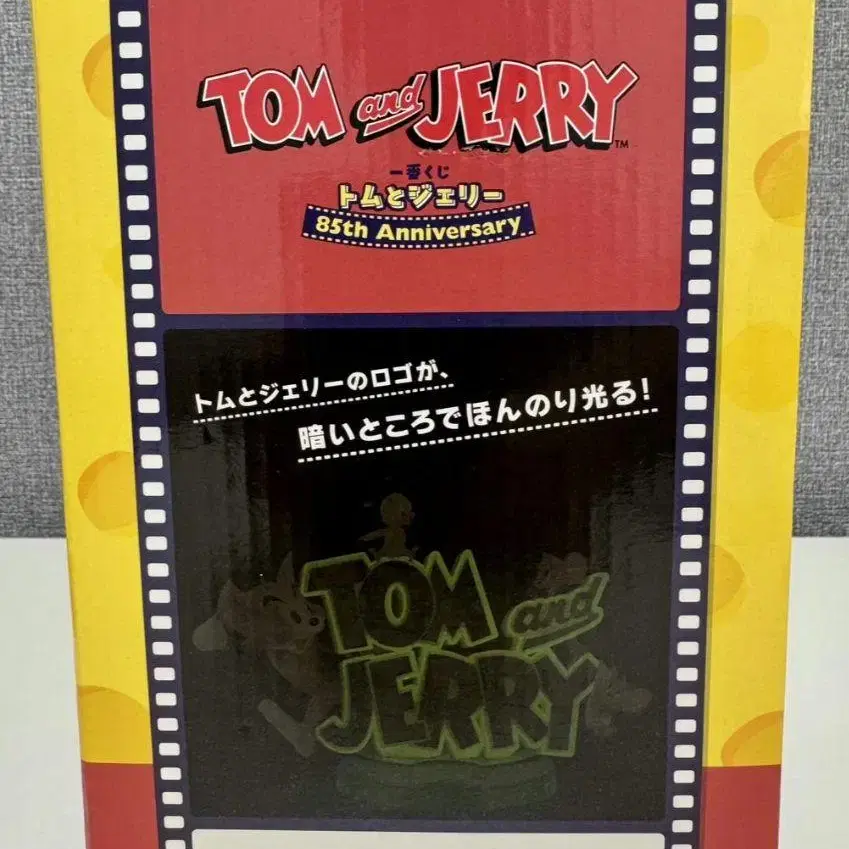 TOM and JERRY™
一番くじ
トムとジェリー
85th Anniversary
トムとジェリーのロゴが、
暗いところでほんのり光る!
TOM and
JERRY